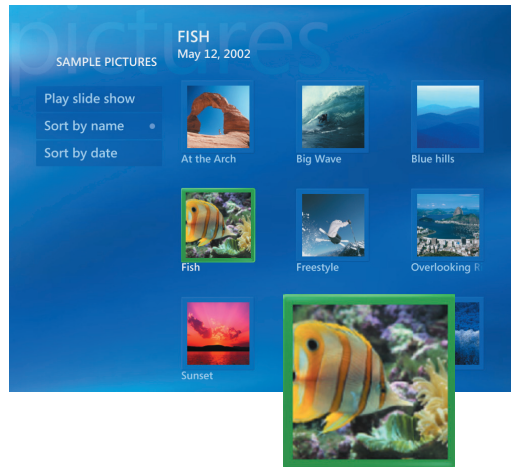 pictures
FISH
May 12, 2002
SAMPLE PICTURES
Play slide show
Sort by name
Sort by date
At the Arch
Big Wave
Blue hills
Fish
Freestyle
Overlooking R
Sunset